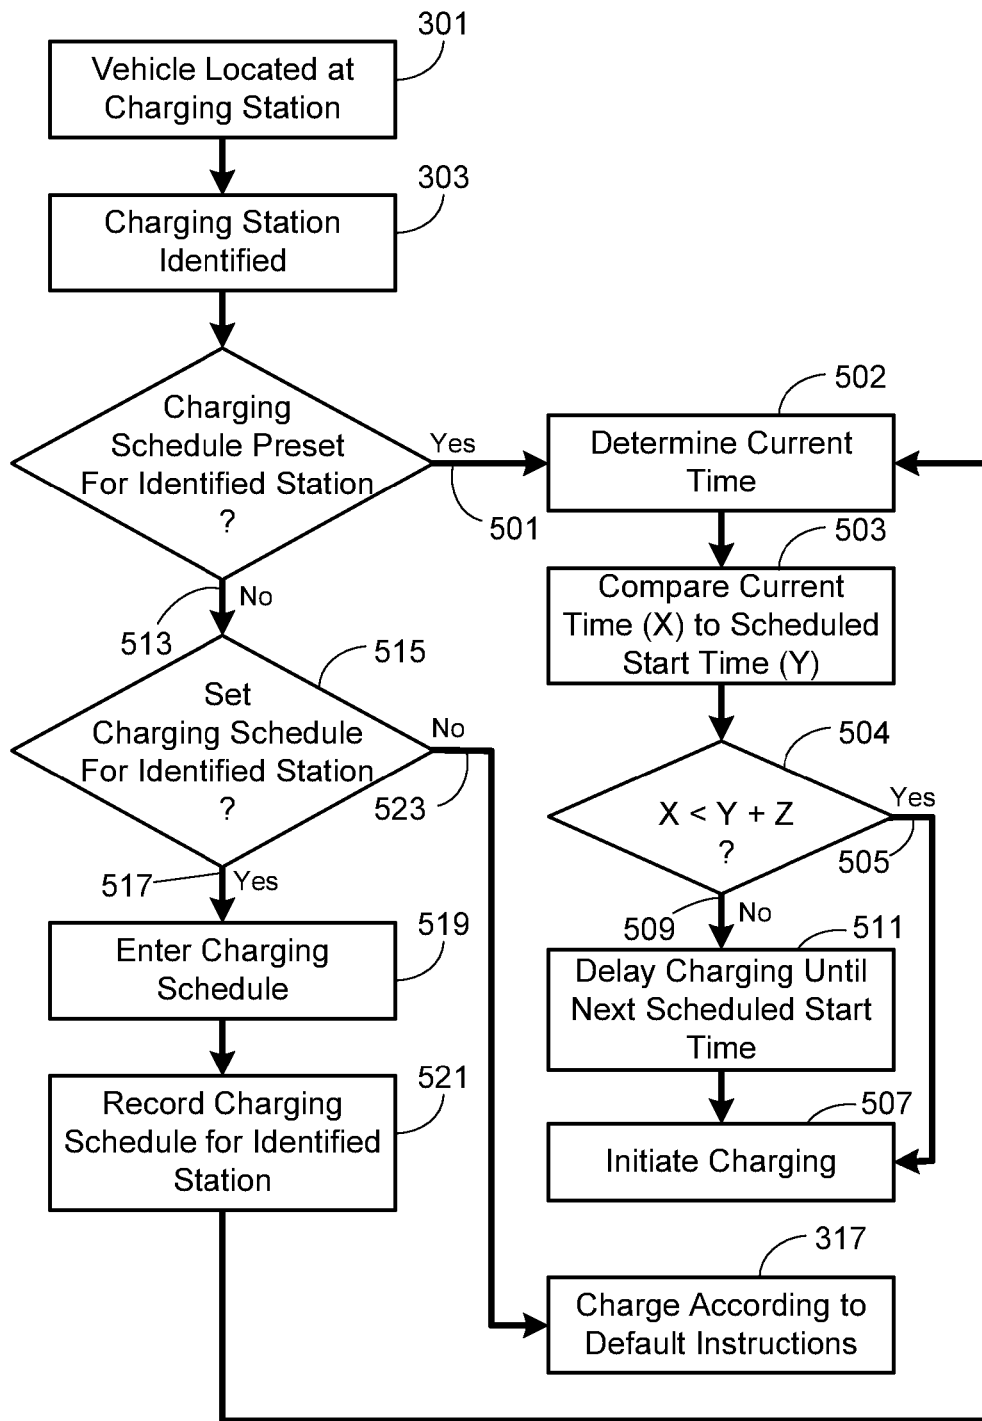 301
Vehicle Located at
Charging Station
303
Charging Station
Identified
Charging
Schedule Preset
For Identified Station
?
Yes
501
502
Determine Current
Time
503
Compare Current
Time (X) to Scheduled
Start Time (Y)
No
513
515
Set
Charging Schedule
For Identified Station
?
No
523
504
X < Y + Z
?
Yes
505
517
Yes
509
No
511
519
Enter Charging
Schedule
Delay Charging Until
Next Scheduled Start
Time
521
Record Charging
Schedule for Identified
Station
507
Initiate Charging
317
Charge According to
Default Instructions